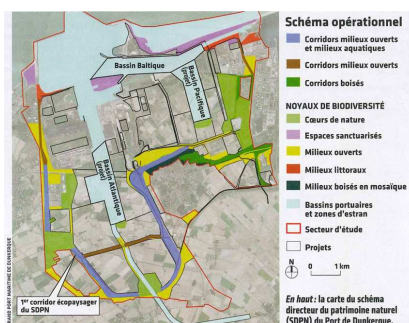 Schéma opérationnel
Corridors milieux ouverts
et milieux aquatiques
Corridors milieux ouverts
Corridors boisés
NOYAUX DE BIODIVERSITÉ
Cœurs de nature
Espaces sanctuarisés
Milieux ouverts
Milieux littoraux
Milieux boisés en mosaïque
Bassins portuaires
et zones d'estran
Secteur d'étude
Projets
N
0 1 km
En haut : la carte du schéma
directeur du patrimoine naturel
(SDPN) du Port de Dunkerque.
Bassin Baltique
Bassin Pacifique
(projet)
Bassin Atlantique
(projet)
1er corridor écopaysager
du SDPN
GRAND PORT MARITIME DE DUNKERQUE